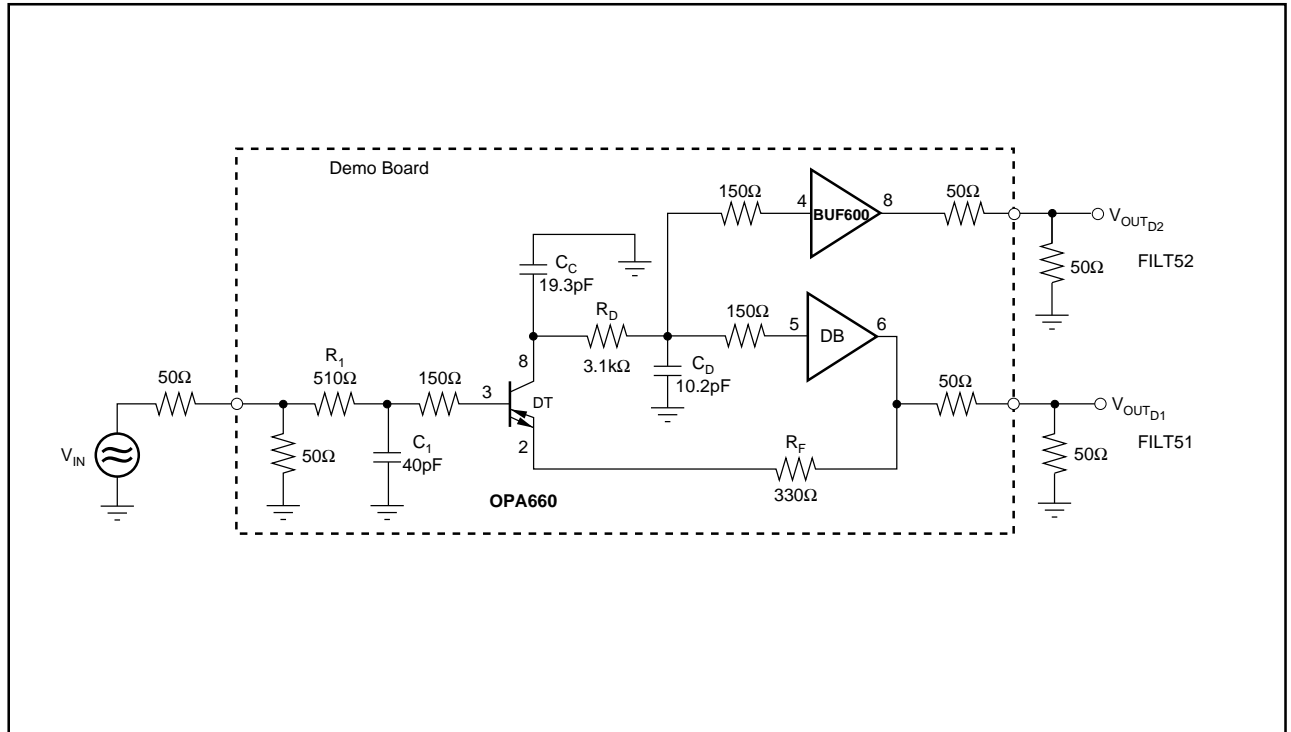 Demo Board
150Ω
4
BUF600
8
50Ω
V_OUT_D2
50Ω
FILT52
C_C
19.3pF
R_D
3.1kΩ
150Ω
5
DB
6
C_D
10.2pF
8
R_1
510Ω
50Ω
150Ω
3
DT
50Ω
V_OUT_D1
FILT51
V_IN
50Ω
C_1
40pF
2
R_F
330Ω
50Ω
OPA660